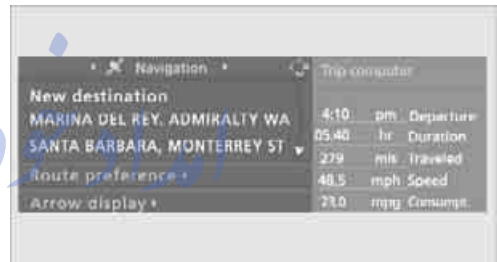 Navigation
New destination
MARINA DEL REY, ADMIRALTY WA
SANTA BARBARA, MONTERREY ST
Route preference
Arrow display
Trip computer
4:10 pm Departure
05:40 hr Duration
279 mls Traveled
48.5 mph Speed
23.0 mpg Consumpt.